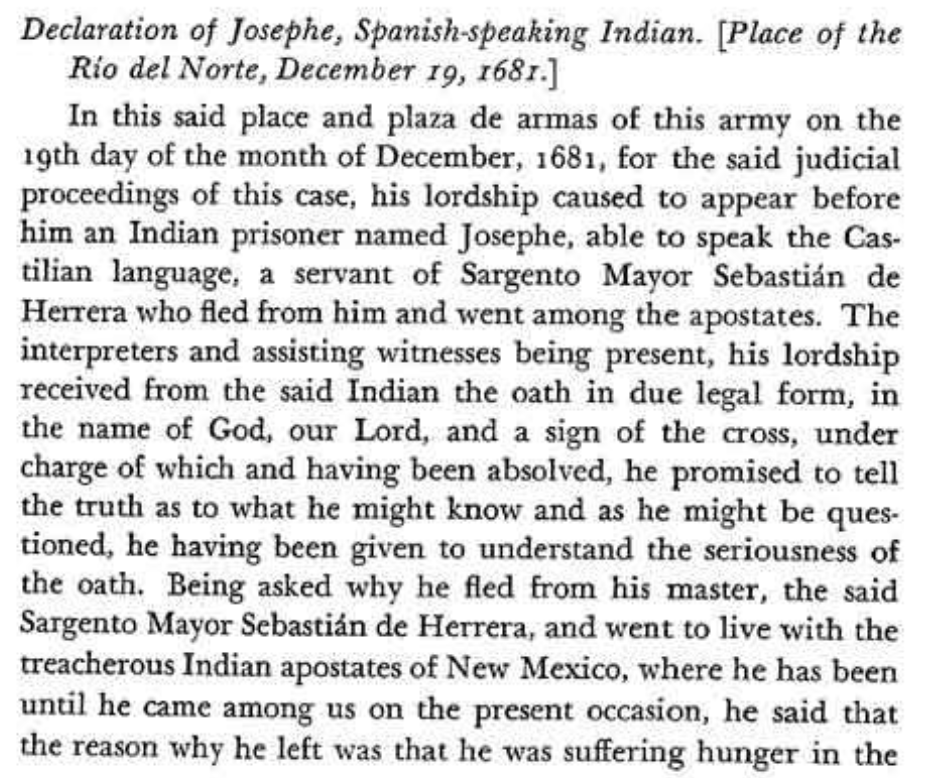 Declaration of Josephe, Spanish-speaking Indian. [Place of the
Río del Norte, December 19, 1681.]
In this said place and plaza de armas of this army on the
19th day of the month of December, 1681, for the said judicial
proceedings of this case, his lordship caused to appear before
him an Indian prisoner named Josephe, able to speak the Cas-
tilian language, a servant of Sargento Mayor Sebastián de
Herrera who fled from him and went among the apostates. The
interpreters and assisting witnesses being present, his lordship
received from the said Indian the oath in due legal form, in
the name of God, our Lord, and a sign of the cross, under
charge of which and having been absolved, he promised to tell
the truth as to what he might know and as he might be ques-
tioned, he having been given to understand the seriousness of
the oath. Being asked why he fled from his master, the said
Sargento Mayor Sebastián de Herrera, and went to live with the
treacherous Indian apostates of New Mexico, where he has been
until he came among us on the present occasion, he said that
the reason why he left was that he was suffering hunger in the